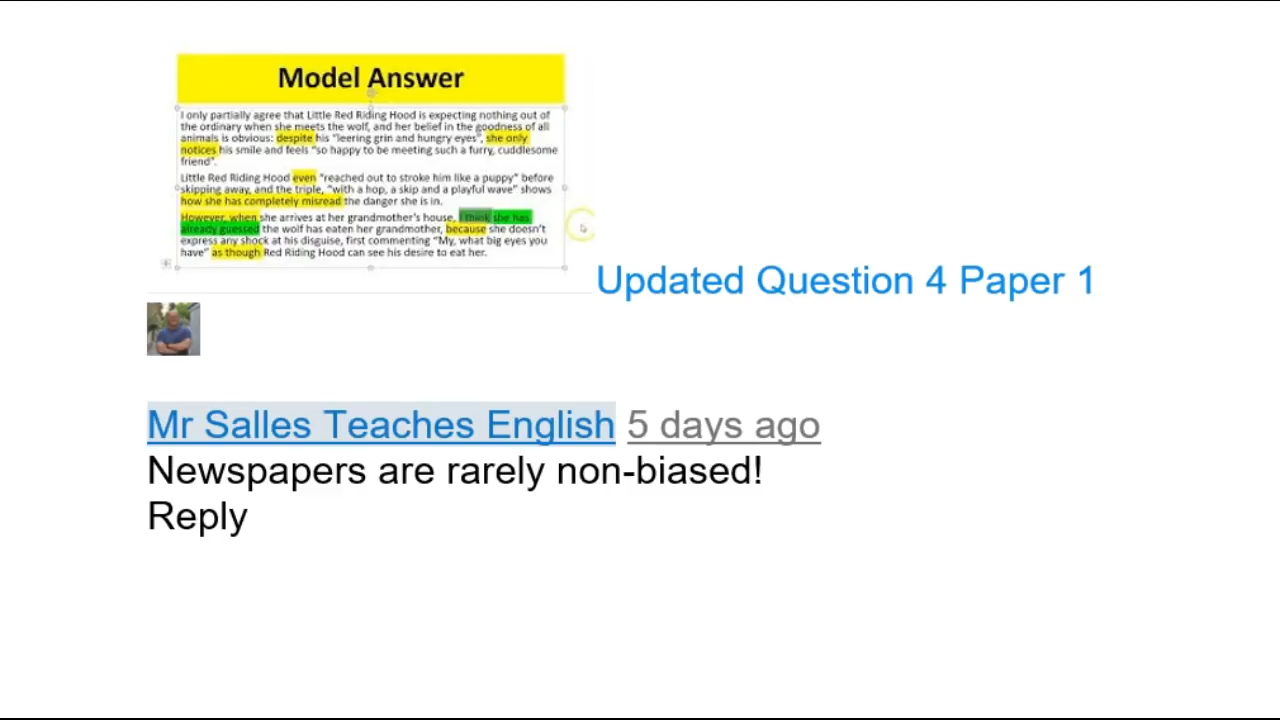 Model Answer
I only partially agree that Little Red Riding Hood is expecting nothing out of
the ordinary when she meets the wolf, and her belief in the goodness of all
animals is obvious: despite his "leering grin and hungry eyes", she only
notices his smile and feels "so happy to be meeting such a furry, cuddlesome
friend".
Little Red Riding Hood even "reached out to stroke him like a puppy" before
skipping away, and the triple, "with a hop, a skip and a playful wave" shows
how she has completely misread the danger she is in.
However, when she arrives at her grandmother's house, I think she has
already guessed the wolf has eaten her grandmother, because she doesn't
express any shock at his disguise, first commenting "My, what big eyes you
have" as though Red Riding Hood can see his desire to eat her.
Updated Question 4 Paper 1
Mr Salles Teaches English 5 days ago
Newspapers are rarely non-biased!
Reply